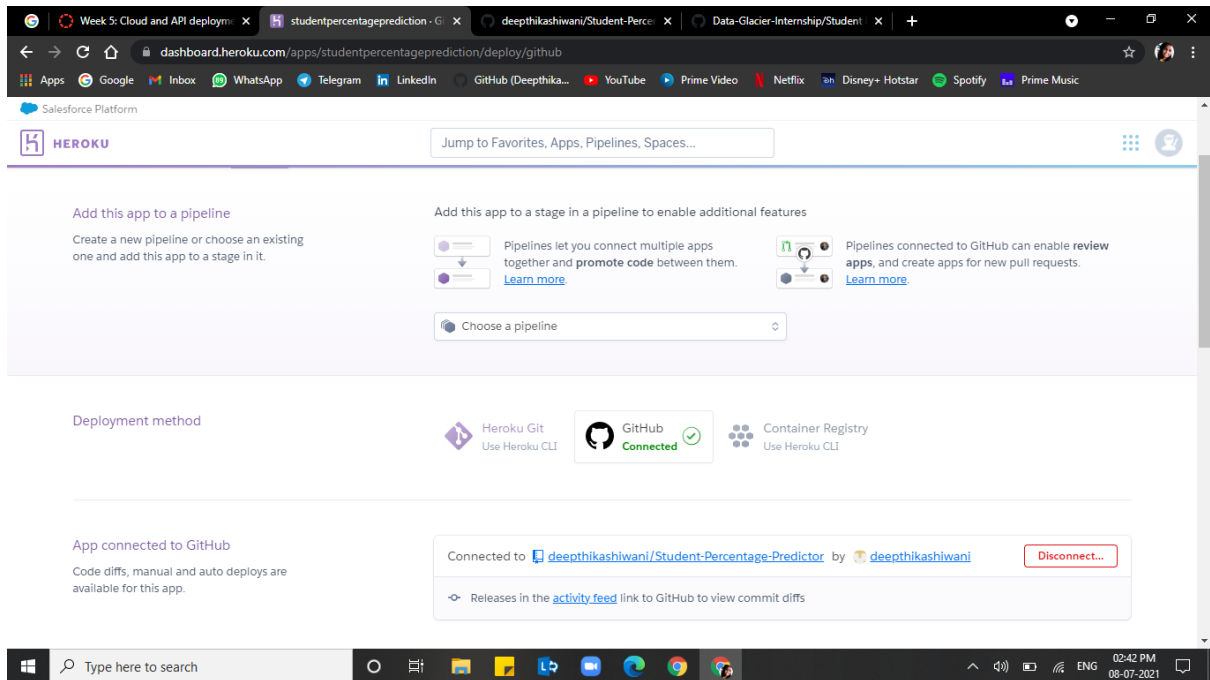 Week 5: Cloud and API deployme
studentpercentageprediction · Gi
deepthikashiwani/Student-Percen
Data-Glacier-Internship/Student
dashboard.heroku.com/apps/studentpercentageprediction/deploy/github
Apps Google Inbox WhatsApp Telegram LinkedIn GitHub (Deepthika... YouTube Prime Video Netflix Disney+ Hotstar Spotify Prime Music
Salesforce Platform
HEROKU
Jump to Favorites, Apps, Pipelines, Spaces...
Add this app to a pipeline
Create a new pipeline or choose an existing
one and add this app to a stage in it.
Add this app to a stage in a pipeline to enable additional features
Pipelines let you connect multiple apps
together and promote code between them.
Learn more.
Pipelines connected to GitHub can enable review
apps, and create apps for new pull requests.
Learn more.
Choose a pipeline
Deployment method
Heroku Git
Use Heroku CLI
GitHub
Connected
Container Registry
Use Heroku CLI
App connected to GitHub
Code diffs, manual and auto deploys are
available for this app.
Connected to deepthikashiwani/Student-Percentage-Predictor by deepthikashiwani
Disconnect...
Releases in the activity feed link to GitHub to view commit diffs
Type here to search
ENG
02:42 PM
08-07-2021